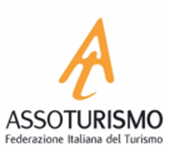 ASSOTURISMO
Federazione Italiana del Turismo